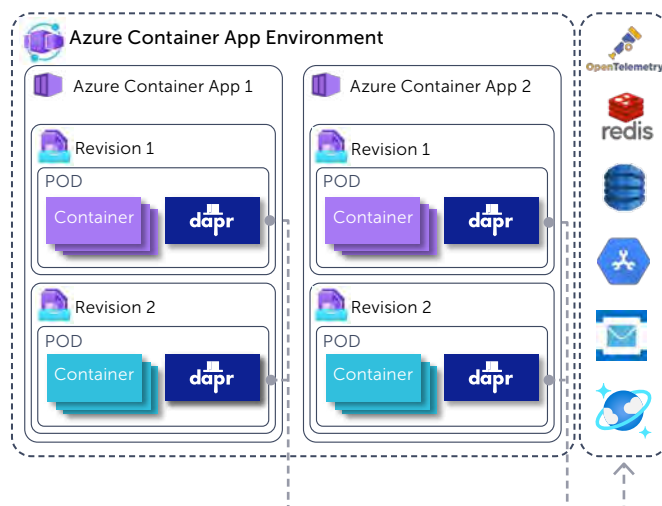 Azure Container App Environment
Azure Container App 1
Revision 1
POD
Container
dapr
Revision 2
POD
Container
dapr
Azure Container App 2
Revision 1
POD
Container
dapr
Revision 2
POD
Container
dapr
OpenTelemetry
redis